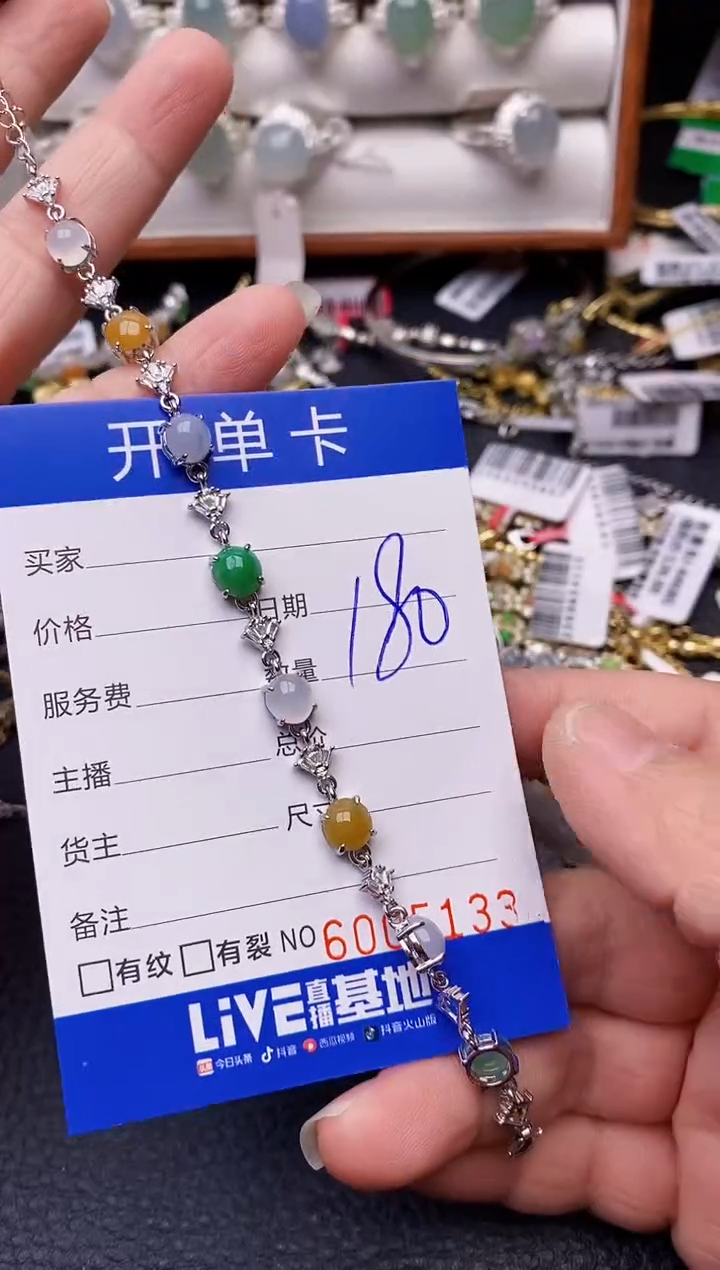 开单卡
买家
价格 日期
180
服务费 数量
主播 总价
货主 尺寸
备注
有纹 有裂 NO 133
LiVE直播基地
今日头条 抖音 西瓜视频 抖音火山版